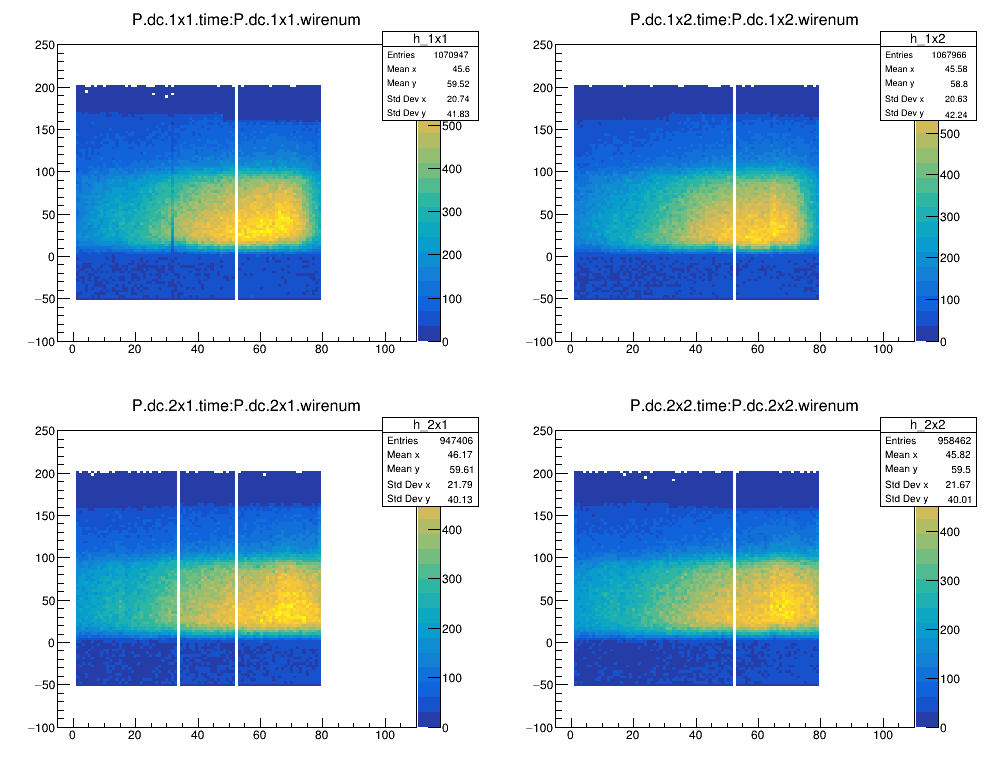 P.dc.1x1.time:P.dc.1x1.wirenum
h_1x1
Entries 1070947
Mean x 45.6
Mean y 59.52
Std Dev x 20.74
Std Dev y 41.83
250
200
150
100
50
0
−50
−100
0 20 40 60 80 100
500
400
300
200
100
0
P.dc.1x2.time:P.dc.1x2.wirenum
h_1x2
Entries 1067966
Mean x 45.58
Mean y 58.8
Std Dev x 20.63
Std Dev y 42.24
250
200
150
100
50
0
−50
−100
0 20 40 60 80 100
500
400
300
200
100
0
P.dc.2x1.time:P.dc.2x1.wirenum
h_2x1
Entries 947406
Mean x 46.17
Mean y 59.61
Std Dev x 21.79
Std Dev y 40.13
250
200
150
100
50
0
−50
−100
0 20 40 60 80 100
400
300
200
100
0
P.dc.2x2.time:P.dc.2x2.wirenum
h_2x2
Entries 958462
Mean x 45.82
Mean y 59.5
Std Dev x 21.67
Std Dev y 40.01
250
200
150
100
50
0
−50
−100
0 20 40 60 80 100
400
300
200
100
0